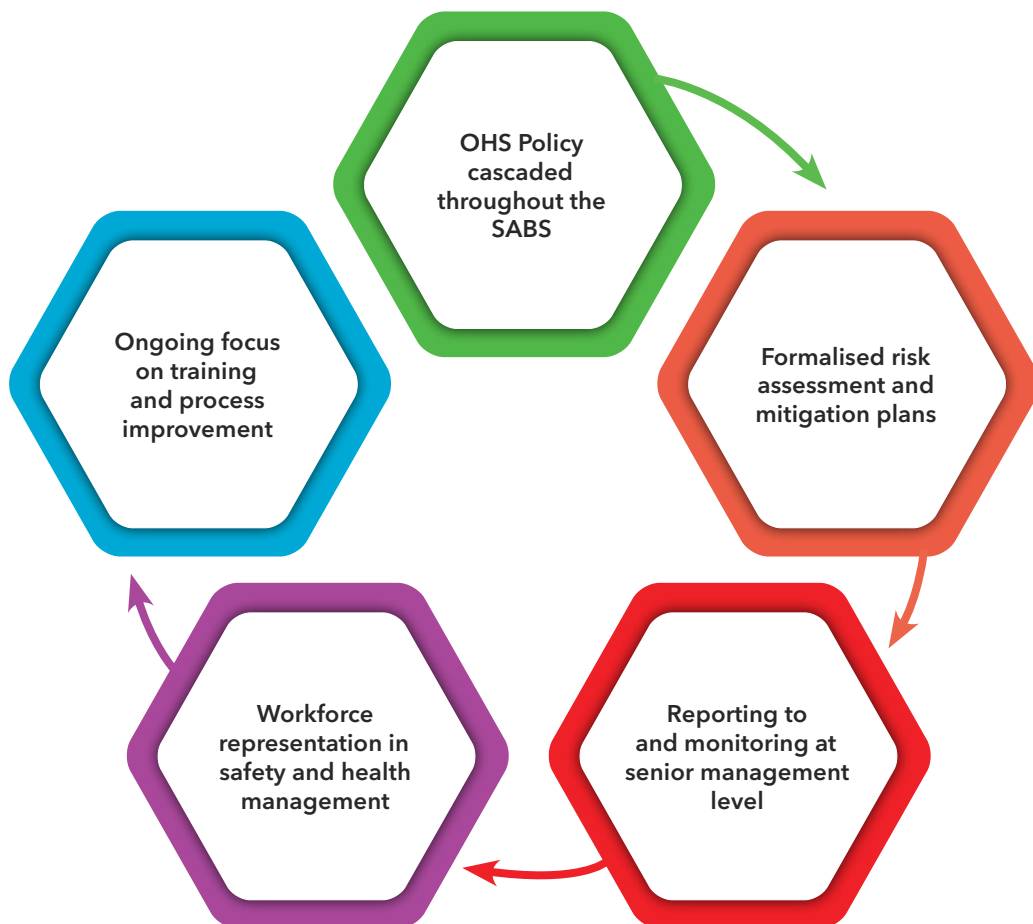 OHS Policy
cascaded
throughout the
SABS
Formalised risk
assessment and
mitigation plans
Reporting to
and monitoring at
senior management
level
Workforce
representation in
safety and health
management
Ongoing focus
on training
and process
improvement